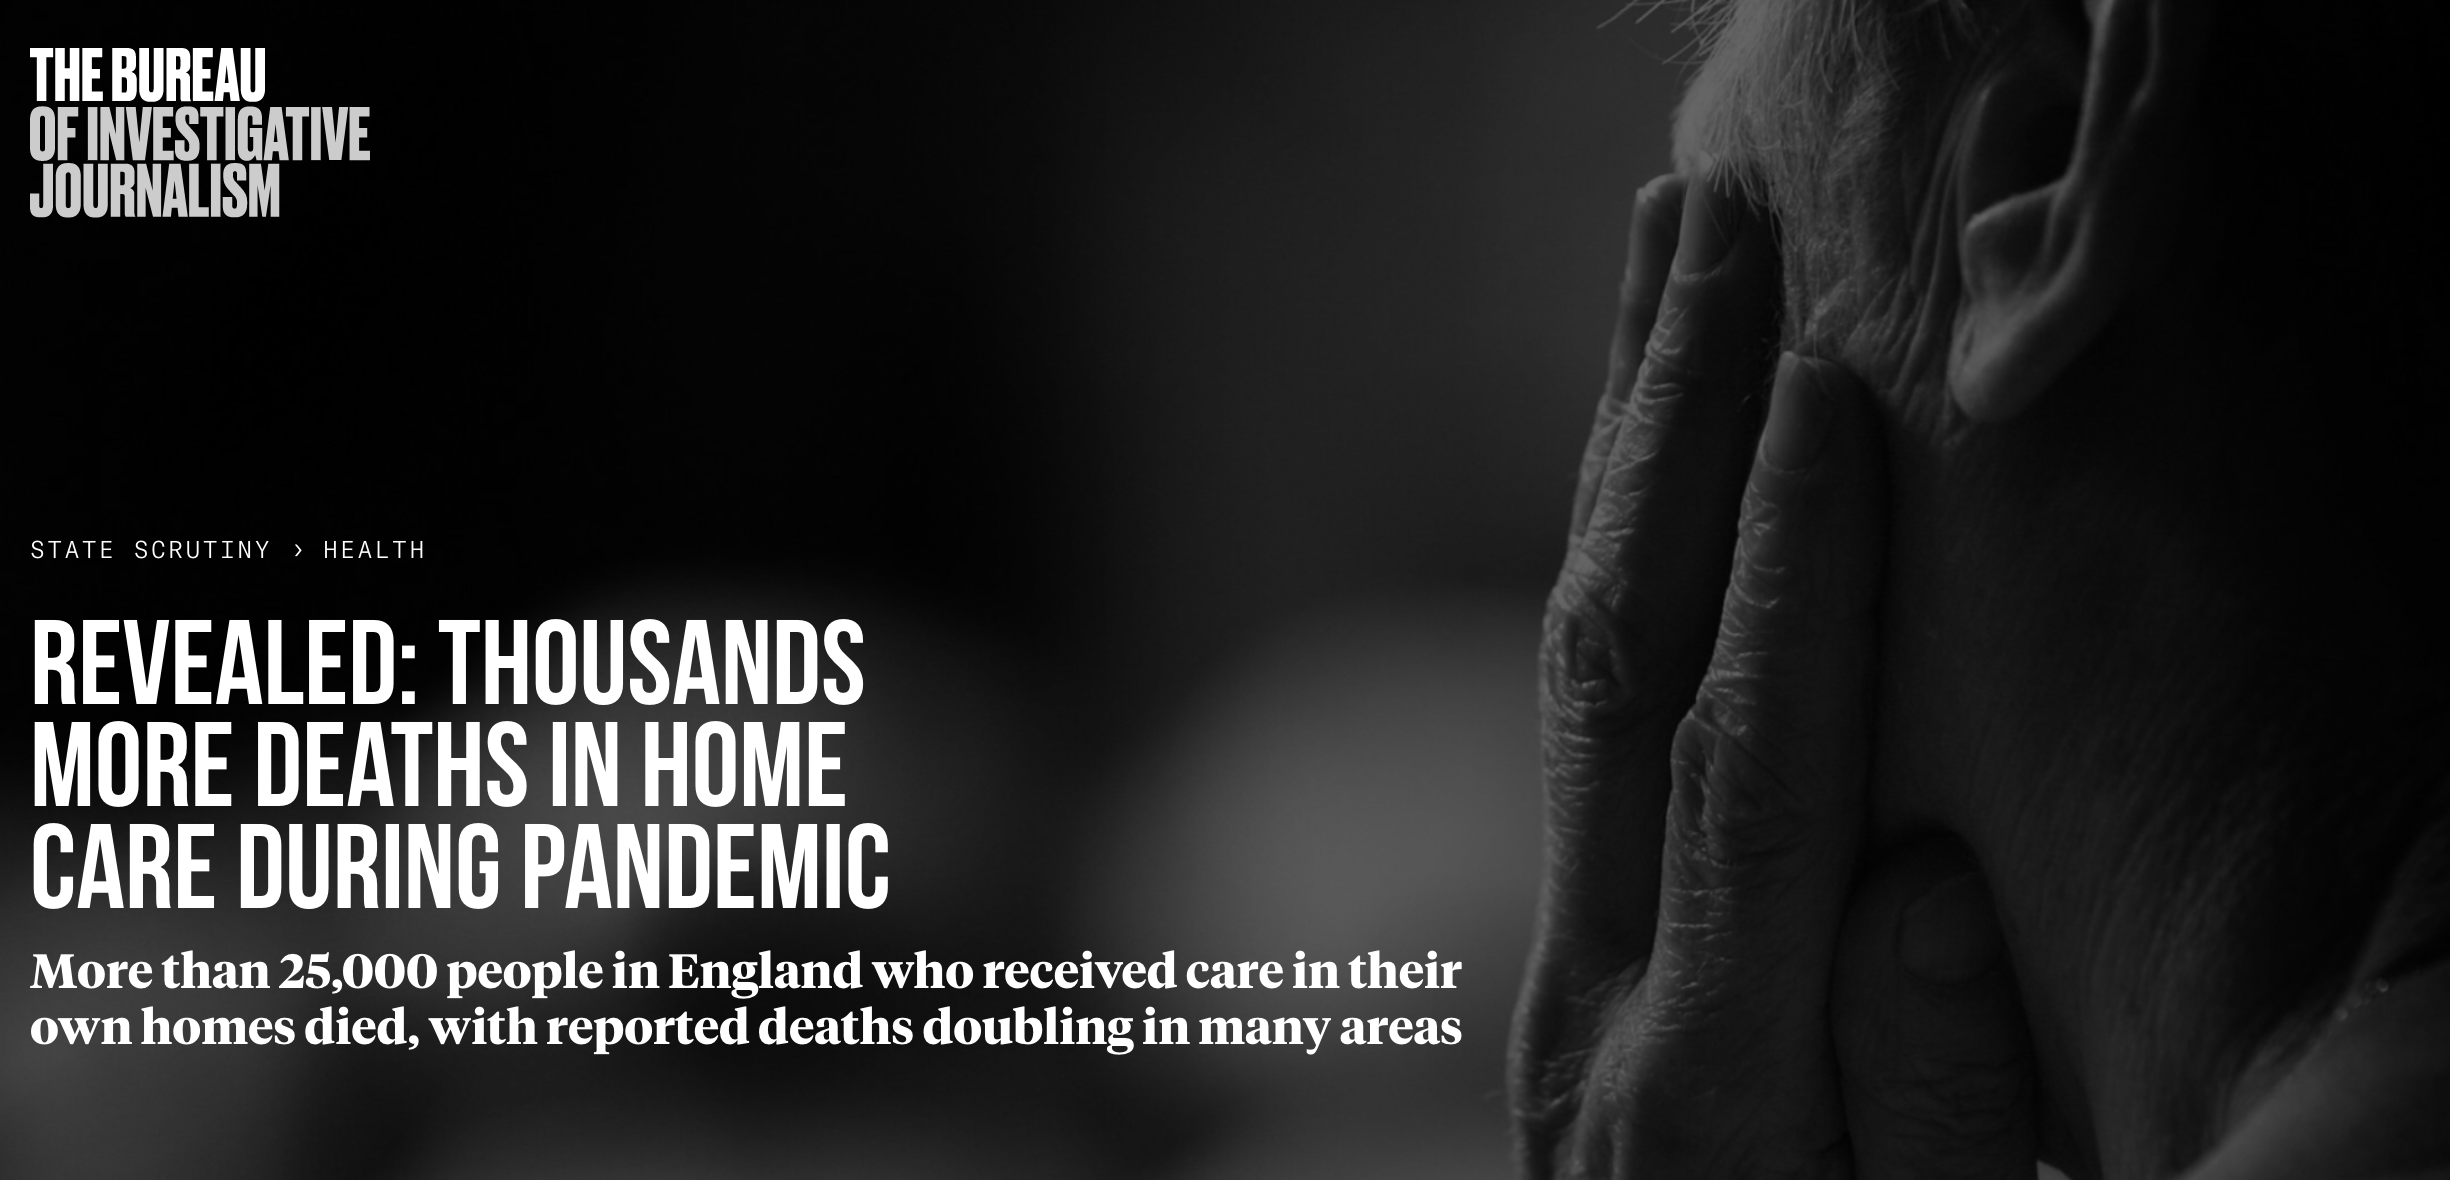 THE BUREAU
OF INVESTIGATIVE
JOURNALISM
STATE SCRUTINY › HEALTH
REVEALED: THOUSANDS
MORE DEATHS IN HOME
CARE DURING PANDEMIC
More than 25,000 people in England who received care in their
own homes died, with reported deaths doubling in many areas